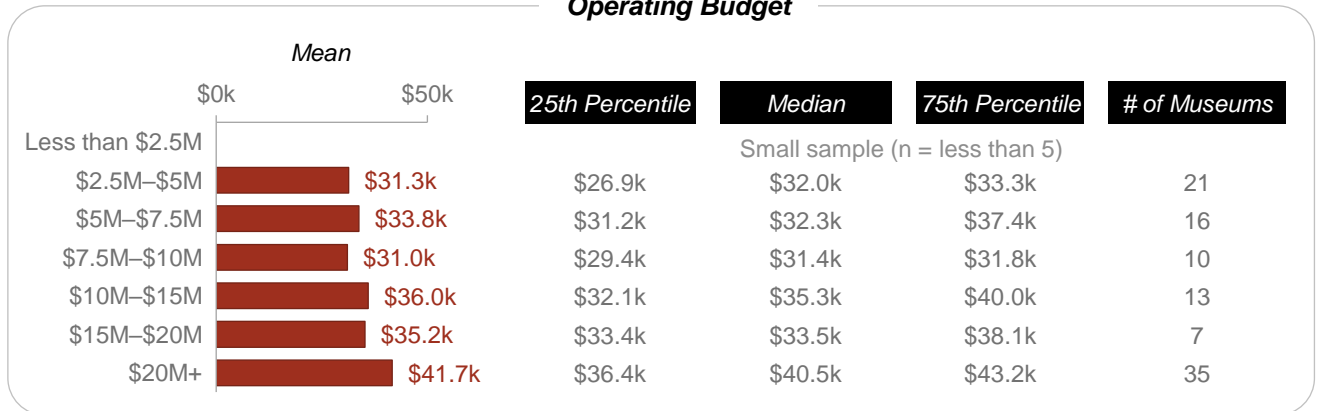 Operating Budget
Mean
$0k $50k 25th Percentile Median 75th Percentile # of Museums
Less than $2.5M Small sample (n = less than 5)
$2.5M–$5M $31.3k $26.9k $32.0k $33.3k 21
$5M–$7.5M $33.8k $31.2k $32.3k $37.4k 16
$7.5M–$10M $31.0k $29.4k $31.4k $31.8k 10
$10M–$15M $36.0k $32.1k $35.3k $40.0k 13
$15M–$20M $35.2k $33.4k $33.5k $38.1k 7
$20M+ $41.7k $36.4k $40.5k $43.2k 35